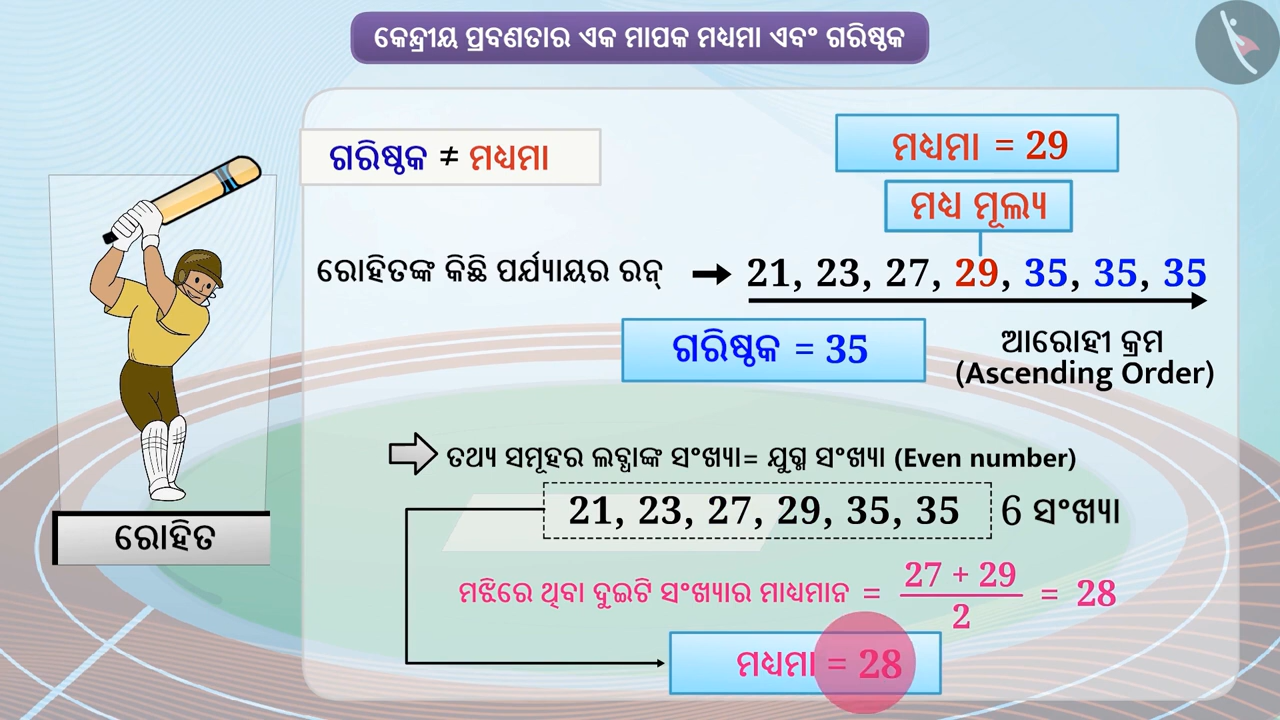 କେନ୍ଦ୍ରୀୟ ପ୍ରବଣତାର ଏକ ମାପକ ମଧ୍ୟମା ଏବଂ ଗରିଷ୍ଠକ
ଗରିଷ୍ଠକ ≠ ମଧ୍ୟମା
ମଧ୍ୟମା = 29
ମଧ୍ୟ ମୂଲ୍ୟ
ରୋହିତଙ୍କ କିଛି ପର୍ଯ୍ୟାୟର ରନ୍ → 21, 23, 27, 29, 35, 35, 35
ଗରିଷ୍ଠକ = 35
ଆରୋହୀ କ୍ରମ
(Ascending Order)
ତଥ୍ୟ ସମୂହର ଲବ୍ଧାଙ୍କ ସଂଖ୍ୟା= ଯୁଗ୍ମ ସଂଖ୍ୟା (Even number)
21, 23, 27, 29, 35, 35 6 ସଂଖ୍ୟା
ରୋହିତ
ମଝିରେ ଥିବା ଦୁଇଟି ସଂଖ୍ୟାର ମାଧ୍ୟମାନ = 27 + 29 / 2 = 28
ମଧ୍ୟମା = 28